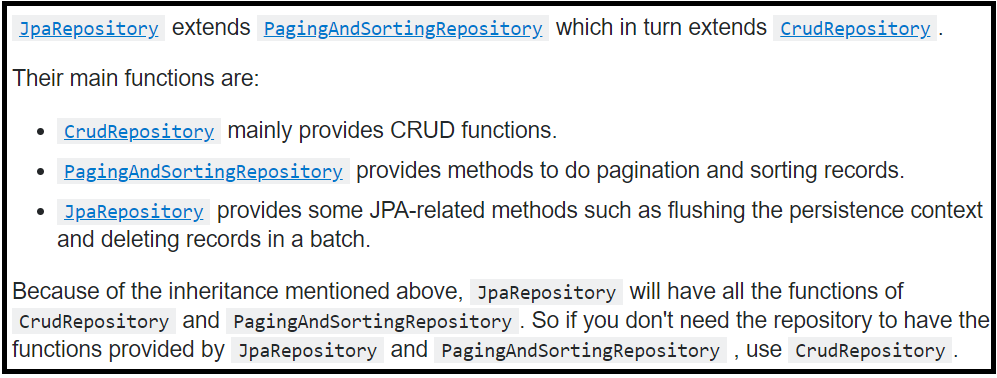 JpaRepository extends PagingAndSortingRepository which in turn extends CrudRepository.
Their main functions are:
• CrudRepository mainly provides CRUD functions.
• PagingAndSortingRepository provides methods to do pagination and sorting records.
• JpaRepository provides some JPA-related methods such as flushing the persistence context
and deleting records in a batch.
Because of the inheritance mentioned above, JpaRepository will have all the functions of
CrudRepository and PagingAndSortingRepository. So if you don't need the repository to have the
functions provided by JpaRepository and PagingAndSortingRepository , use CrudRepository.